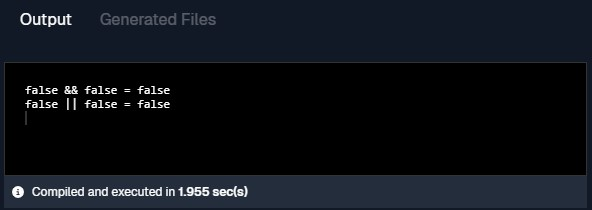 Output Generated Files
false && false = false
false || false = false
Compiled and executed in 1.955 sec(s)